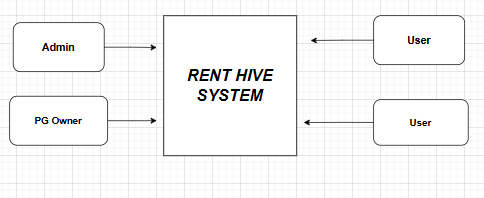 Admin
RENT HIVE
SYSTEM
User
PG Owner
User